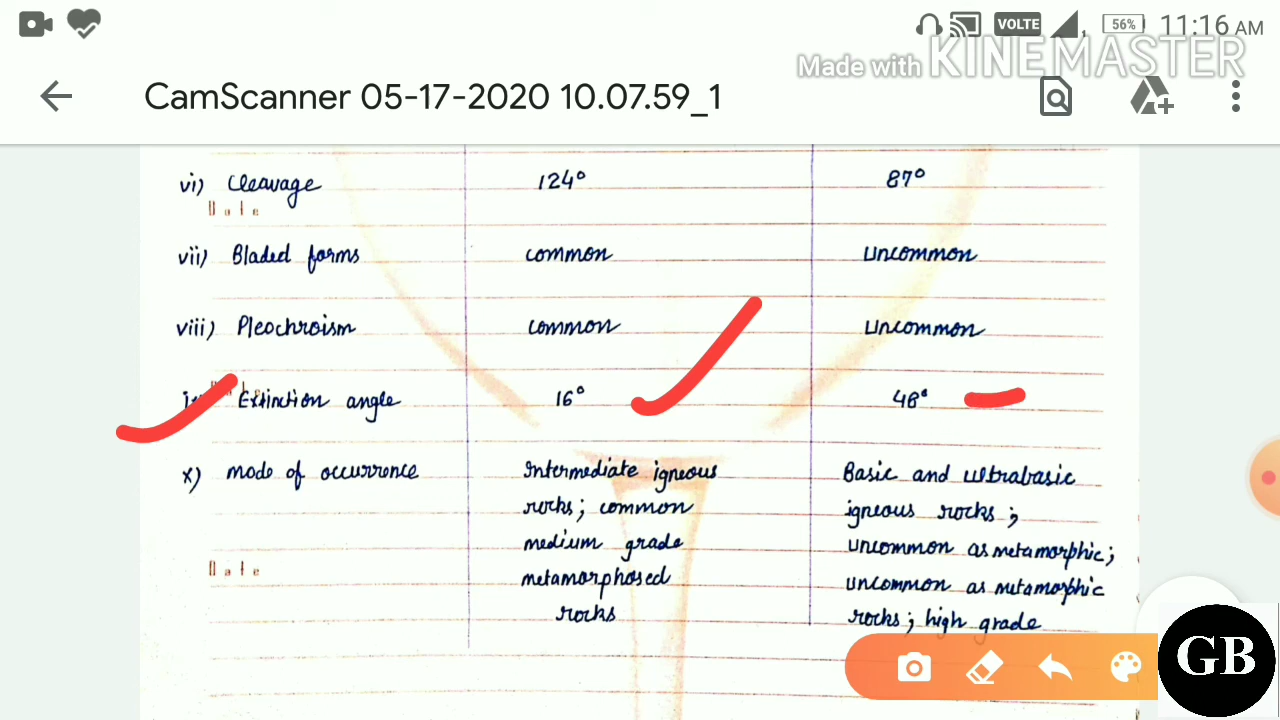 VOLTE 56% 11:16 AM
Made with KINEMASTER
CamScanner 05-17-2020 10.07.59_1
vi) Cleavage 124° 87°
Date
vii) Bladed forms common uncommon
viii) Pleochroism common uncommon
Extinction angle 16° 48°
x) mode of occurrence Intermediate igneous Basic and ultrabasic
rocks; common igneous rocks;
medium grade uncommon as metamorphic;
Date metamorphosed uncommon as metamorphic
rocks rocks; high grade
GB